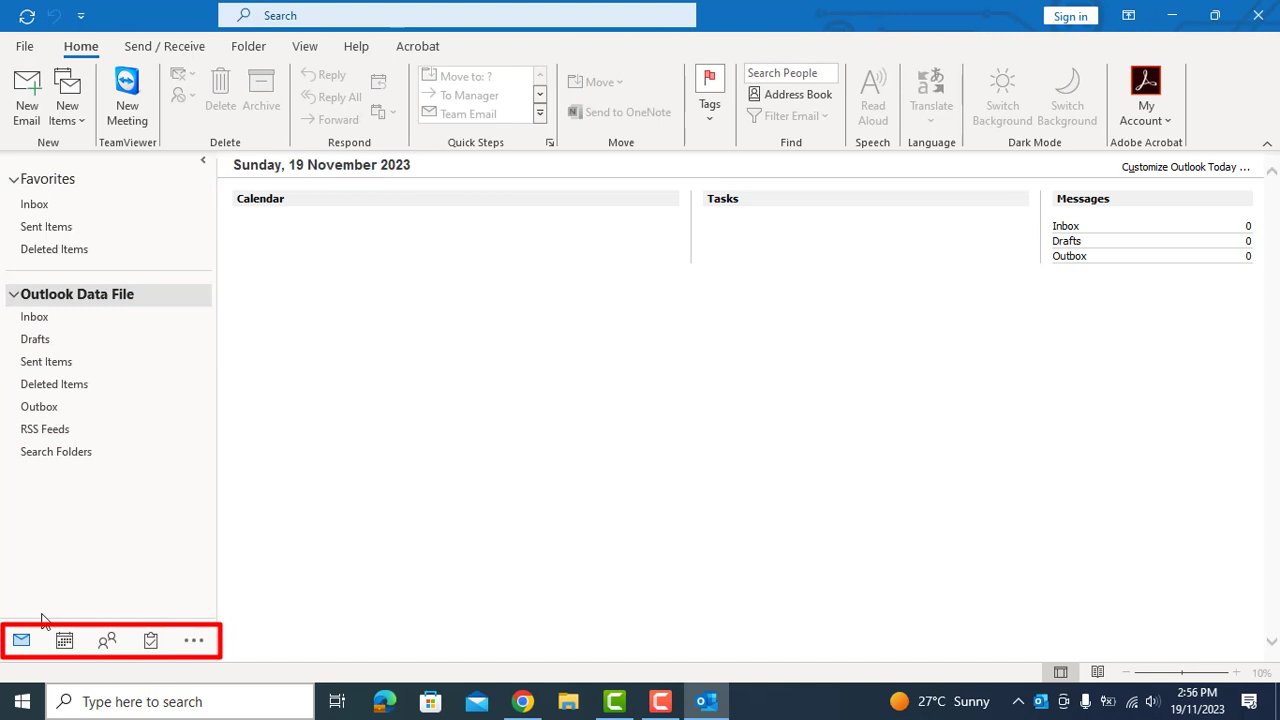 Search
Sign in
File Home Send / Receive Folder View Help Acrobat
New Email
New Items
New
New Meeting
TeamViewer
Delete
Archive
Delete
Reply
Reply All
Forward
Respond
Move to: ?
To Manager
Team Email
Quick Steps
Move
Send to OneNote
Move
Tags
Search People
Address Book
Filter Email
Find
Read Aloud
Speech
Translate
Language
Switch Background
Switch Background
Dark Mode
My Account
Adobe Acrobat
Favorites
Inbox
Sent Items
Deleted Items
Outlook Data File
Inbox
Drafts
Sent Items
Deleted Items
Outbox
RSS Feeds
Search Folders
Sunday, 19 November 2023
Customize Outlook Today ...
Calendar
Tasks
Messages
Inbox 0
Drafts 0
Outbox 0
10%
Type here to search
27°C Sunny
2:56 PM
19/11/2023